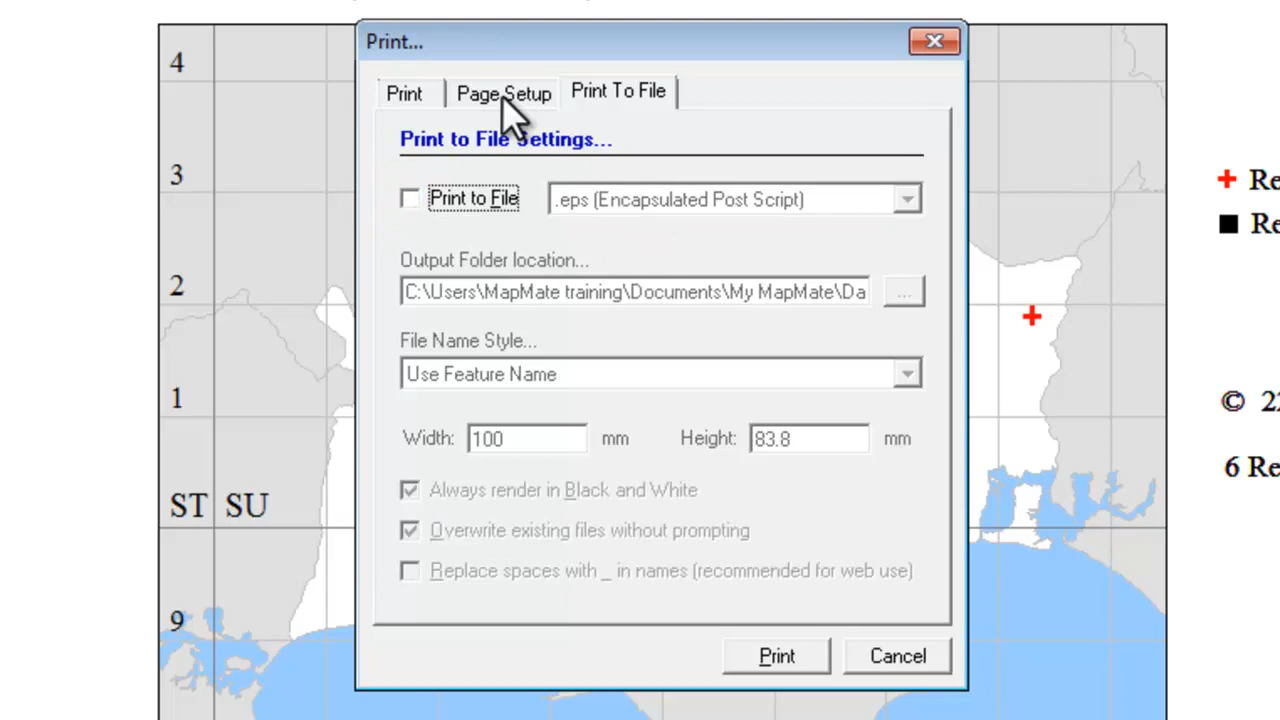 Print...
Print Page Setup Print To File
Print to File Settings...
Print to File .eps (Encapsulated Post Script)
Output Folder location...
C:\Users\MapMate training\Documents\My MapMate\Da ...
File Name Style...
Use Feature Name
Width: 100 mm Height: 83.8 mm
Always render in Black and White
Overwrite existing files without prompting
Replace spaces with _ in names (recommended for web use)
Print Cancel
4
3
2
1
ST SU
9
Re
Re
© 22
6 Re